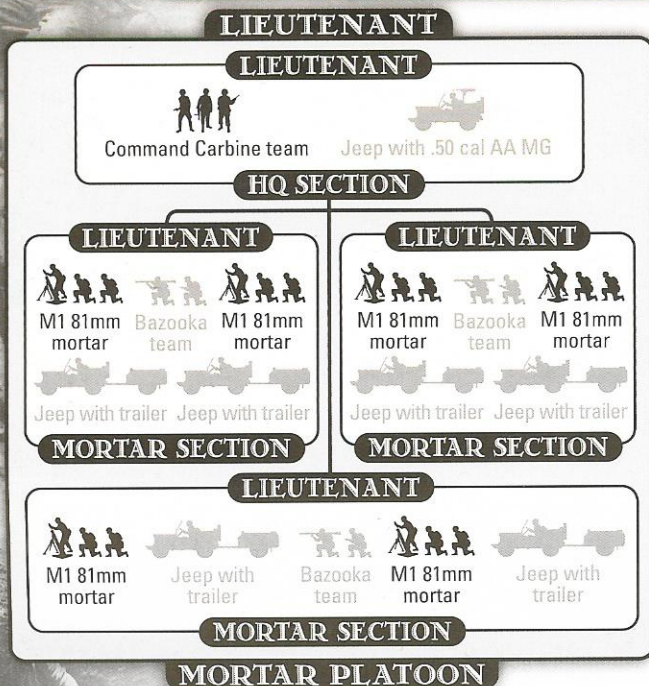 LIEUTENANT
LIEUTENANT
Command Carbine team
Jeep with .50 cal AA MG
HQ SECTION
LIEUTENANT
M1 81mm
mortar
Bazooka
team
M1 81mm
mortar
Jeep with trailer
Jeep with trailer
MORTAR SECTION
LIEUTENANT
M1 81mm
mortar
Bazooka
team
M1 81mm
mortar
Jeep with trailer
Jeep with trailer
MORTAR SECTION
LIEUTENANT
M1 81mm
mortar
Jeep with
trailer
Bazooka
team
M1 81mm
mortar
Jeep with
trailer
MORTAR SECTION
MORTAR PLATOON